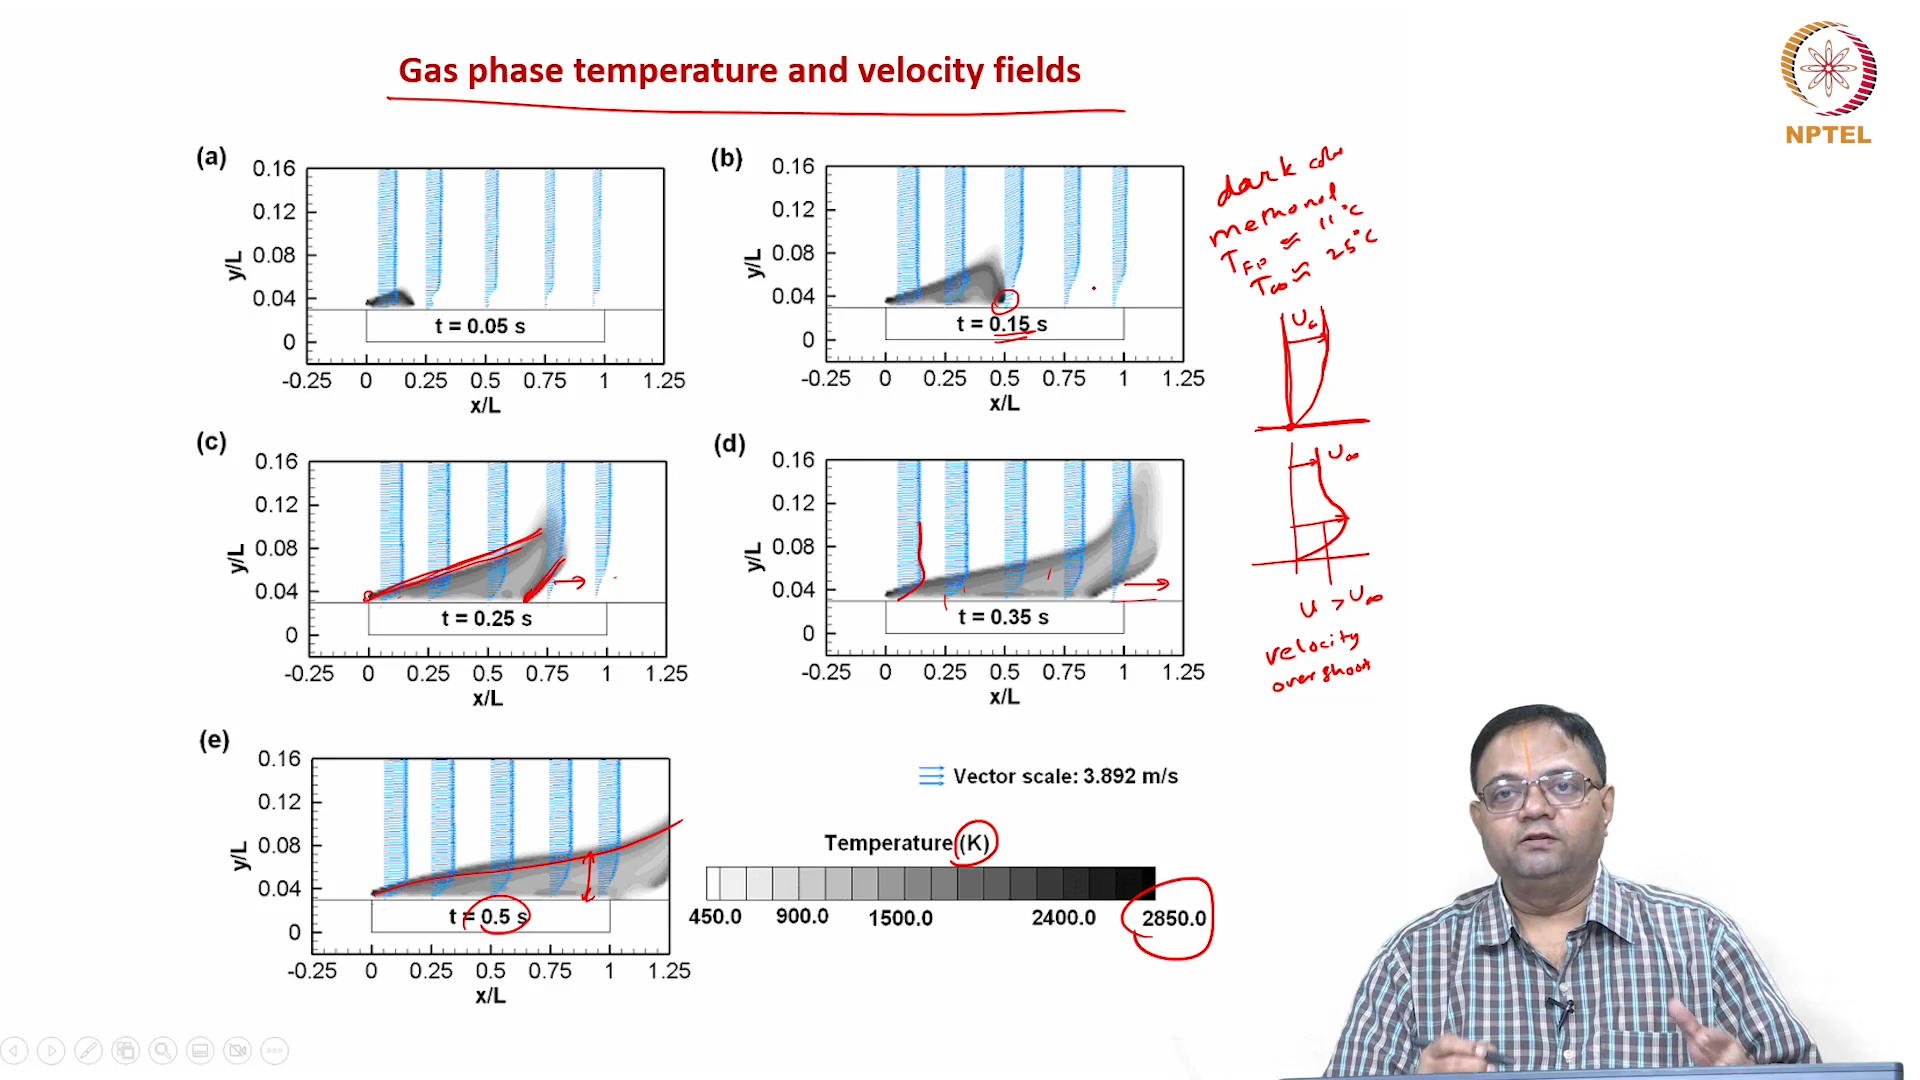 Gas phase temperature and velocity fields
NPTEL
(a)
0.16
0.12
0.08
0.04
0
y/L
t = 0.05 s
-0.25 0 0.25 0.5 0.75 1 1.25
x/L
(b)
0.16
0.12
0.08
0.04
0
y/L
t = 0.15 s
-0.25 0 0.25 0.5 0.75 1 1.25
x/L
dark color
methanol
TFP ≈ 11°C
T∞ ≈ 25°C
U∞
U∞
u > U∞
velocity
overshoot
(c)
0.16
0.12
0.08
0.04
0
y/L
t = 0.25 s
-0.25 0 0.25 0.5 0.75 1 1.25
x/L
(d)
0.16
0.12
0.08
0.04
0
y/L
t = 0.35 s
-0.25 0 0.25 0.5 0.75 1 1.25
x/L
(e)
0.16
0.12
0.08
0.04
0
y/L
t = 0.5 s
-0.25 0 0.25 0.5 0.75 1 1.25
x/L
Vector scale: 3.892 m/s
Temperature (K)
450.0 900.0 1500.0 2400.0 2850.0